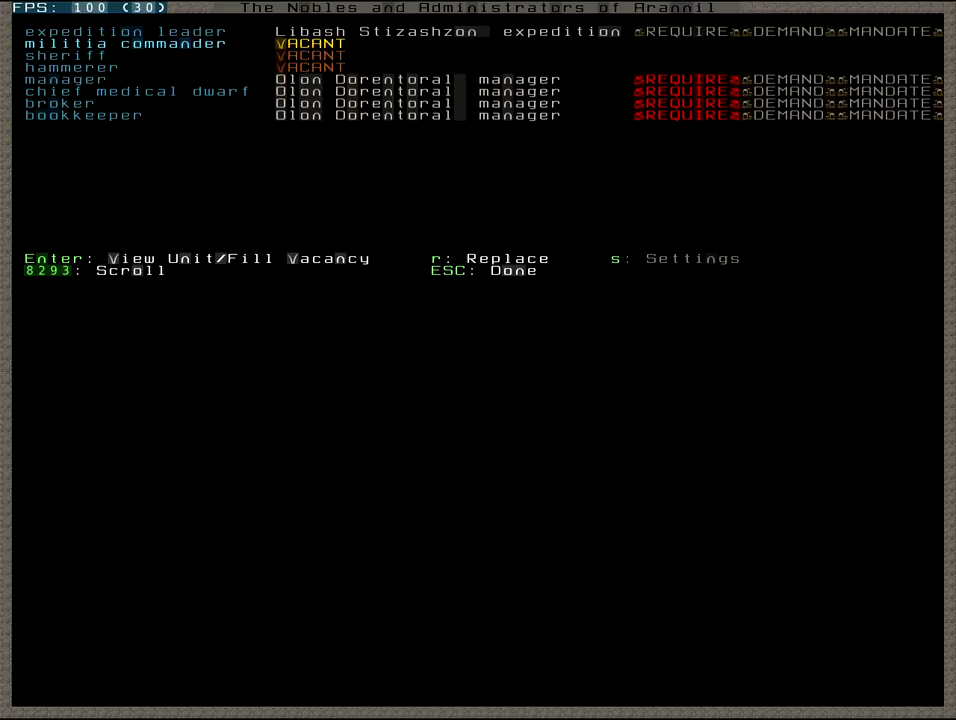 FPS: 100 (30) The Nobles and Administrators of Arannil
expedition leader Libash Stizashzon expedition REQUIRE DEMAND MANDATE
militia commander VACANT
sheriff VACANT
hammerer VACANT
manager Olon Dorentoral manager REQUIRE DEMAND MANDATE
chief medical dwarf Olon Dorentoral manager REQUIRE DEMAND MANDATE
broker Olon Dorentoral manager REQUIRE DEMAND MANDATE
bookkeeper Olon Dorentoral manager REQUIRE DEMAND MANDATE
Enter: View Unit/Fill Vacancy r: Replace s: Settings
8293: Scroll ESC: Done